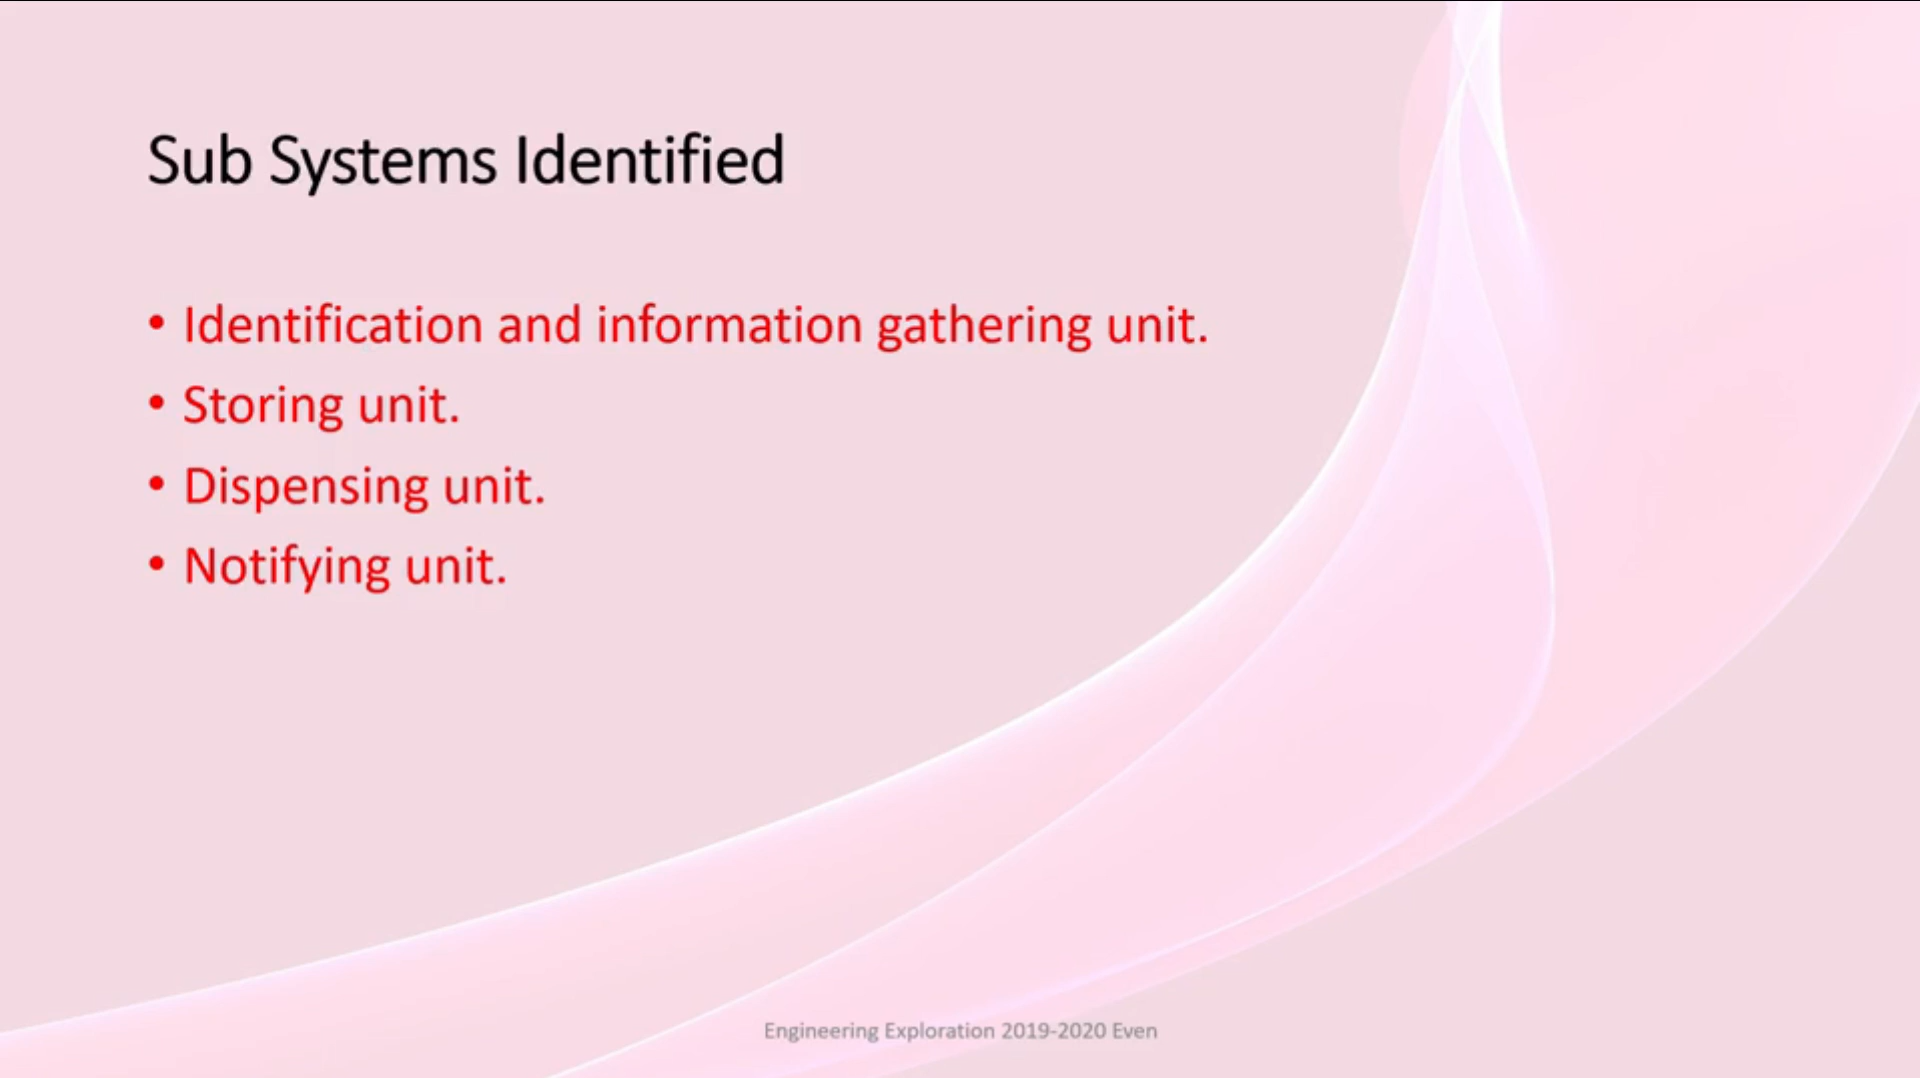 Sub Systems Identified
• Identification and information gathering unit.
• Storing unit.
• Dispensing unit.
• Notifying unit.
Engineering Exploration 2019-2020 Even